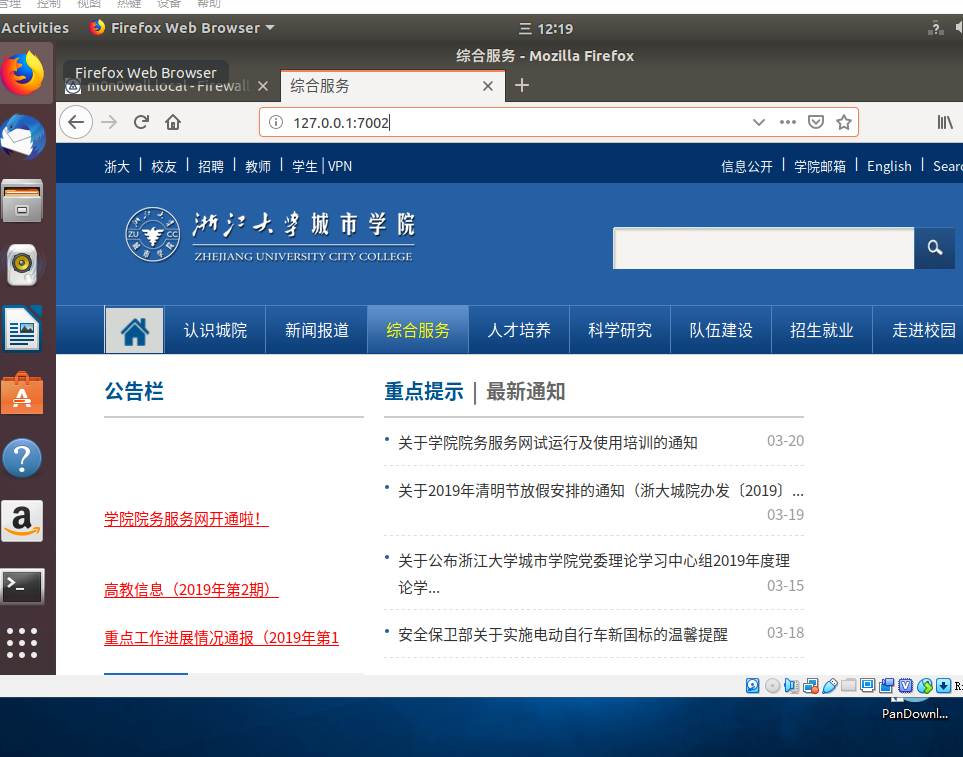 管理 控制 视图 热键 设备 帮助
Activities Firefox Web Browser 三 12:19
综合服务 - Mozilla Firefox
Firefox Web Browser
m0n0wall.local - Firewall 综合服务
127.0.0.1:7002
浙大 | 校友 | 招聘 | 教师 | 学生 | VPN 信息公开 | 学院邮箱 | English | Searc
浙江大学城市学院
ZHEJIANG UNIVERSITY CITY COLLEGE
认识城院 新闻报道 综合服务 人才培养 科学研究 队伍建设 招生就业 走进校园
公告栏
学院院务服务网开通啦！
高教信息（2019年第2期）
重点工作进展情况通报（2019年第1
重点提示 | 最新通知
关于学院院务服务网试运行及使用培训的通知 03-20
关于2019年清明节放假安排的通知（浙大城院办发〔2019〕...
03-19
关于公布浙江大学城市学院党委理论学习中心组2019年度理
论学... 03-15
安全保卫部关于实施电动自行车新国标的温馨提醒 03-18
PanDownl...